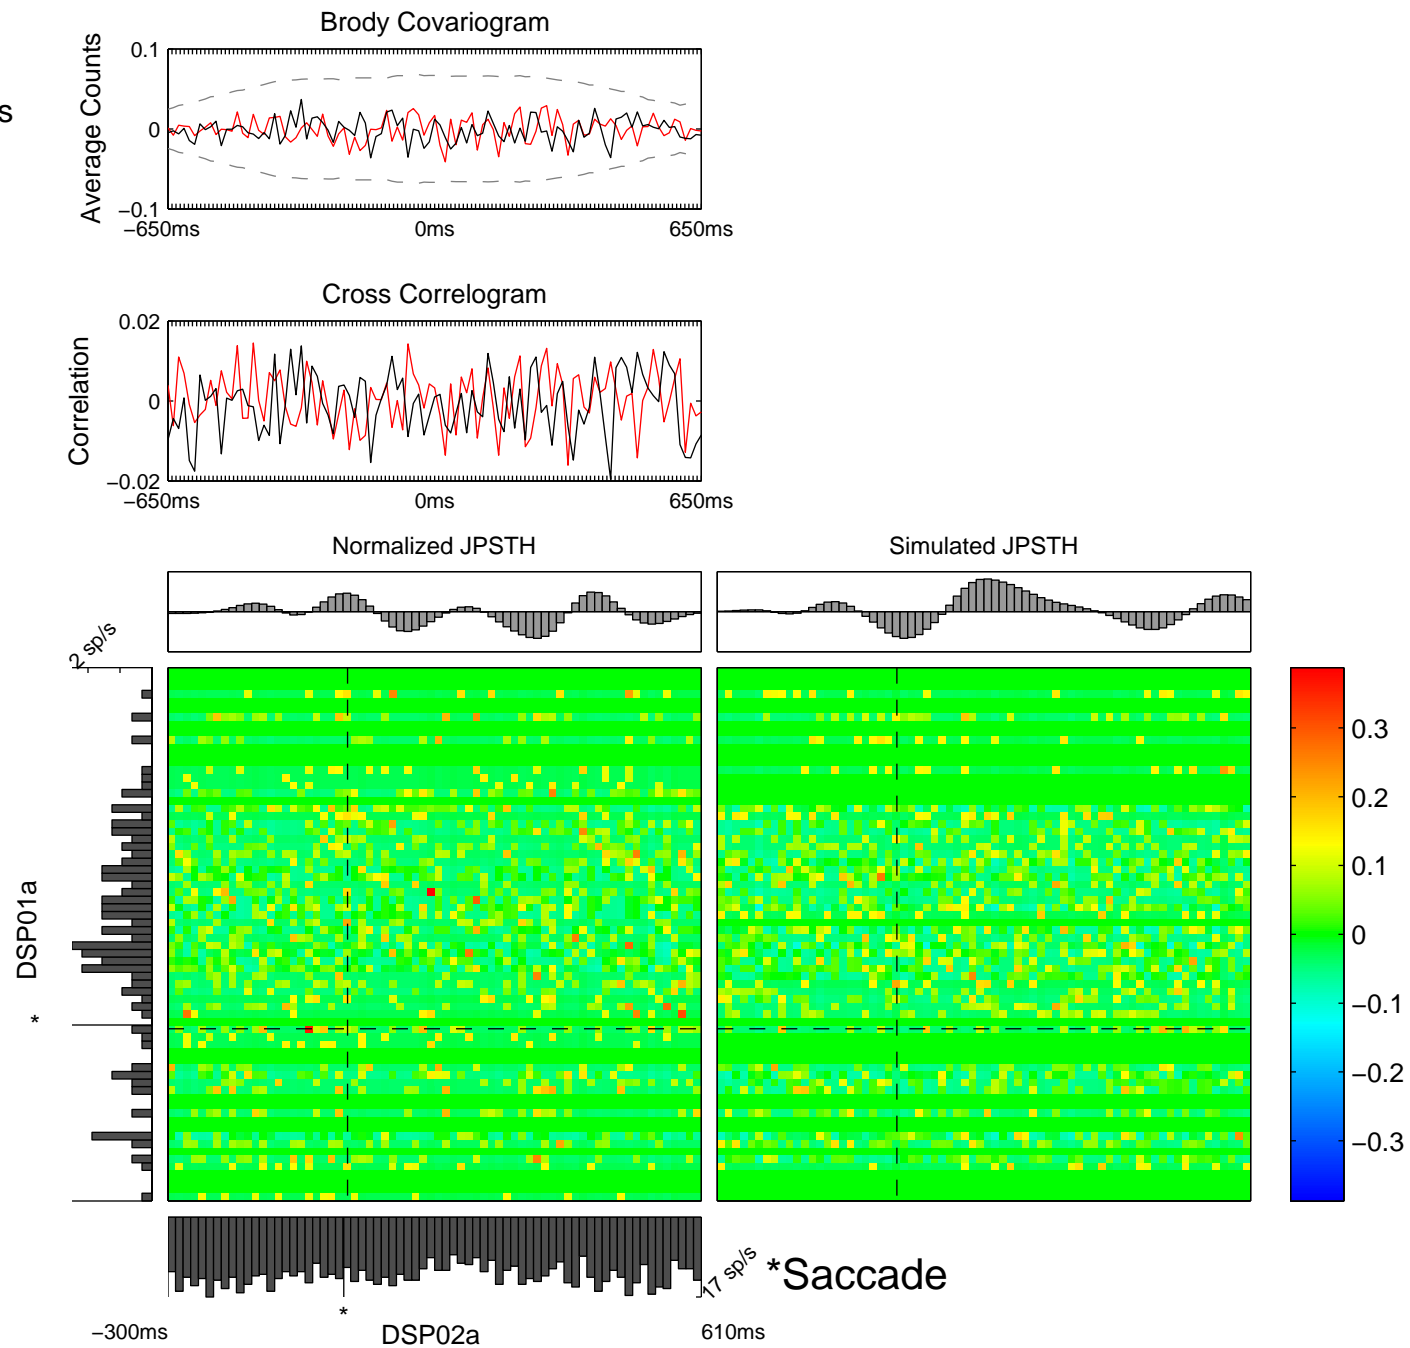 Brody Covariogram
s
Average Counts
0.1
0
−0.1
−650ms
0ms
650ms
Cross Correlogram
Correlation
0.02
0
−0.02
−650ms
0ms
650ms
Normalized JPSTH
Simulated JPSTH
2 sp/s
DSP01a
*
0.3
0.2
0.1
0
−0.1
−0.2
−0.3
17 sp/s
*Saccade
*
−300ms
DSP02a
610ms